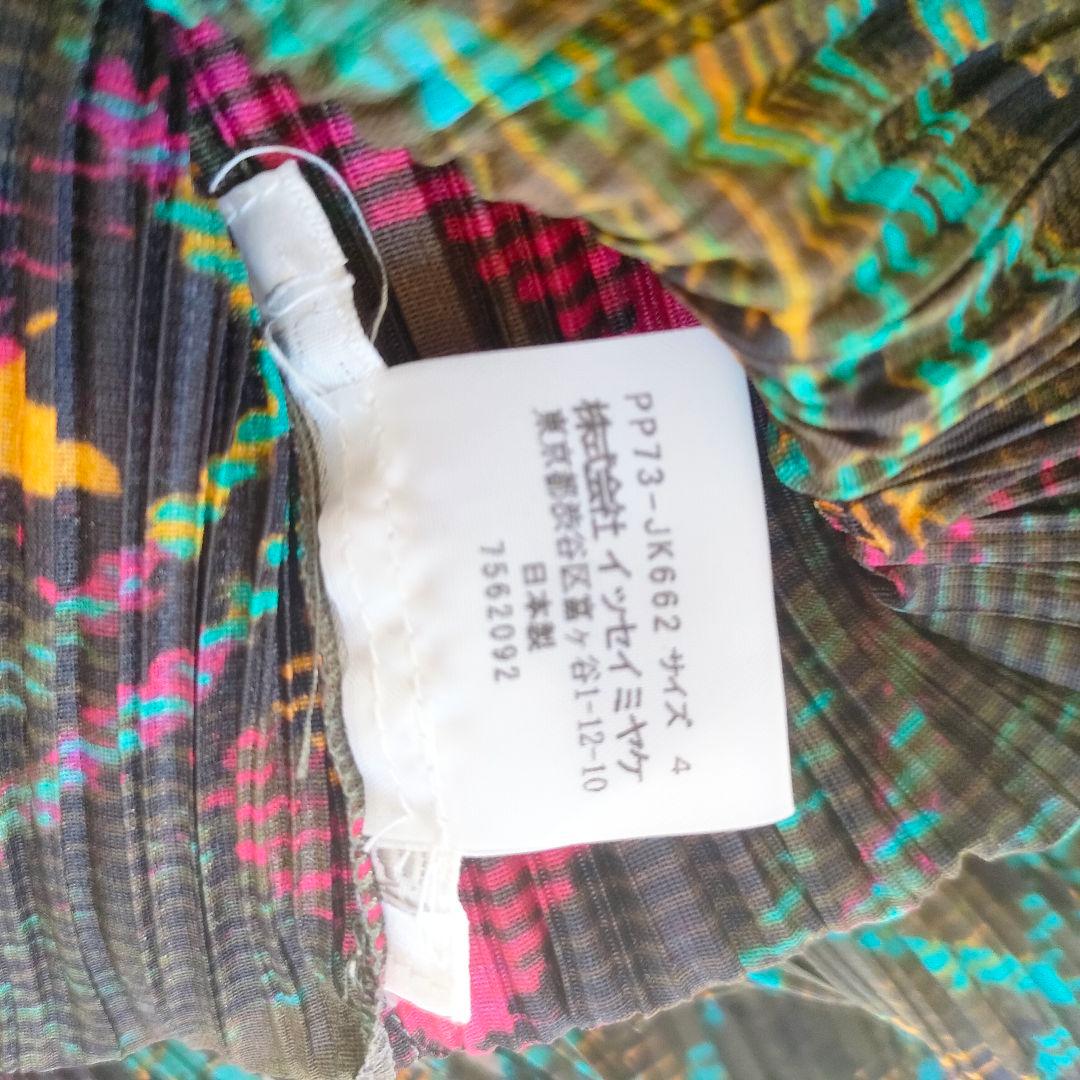 PP73-JK662 サイズ 4
株式会社 イッセイミヤケ
東京都渋谷区富ヶ谷1-12-10
日本製
7562092